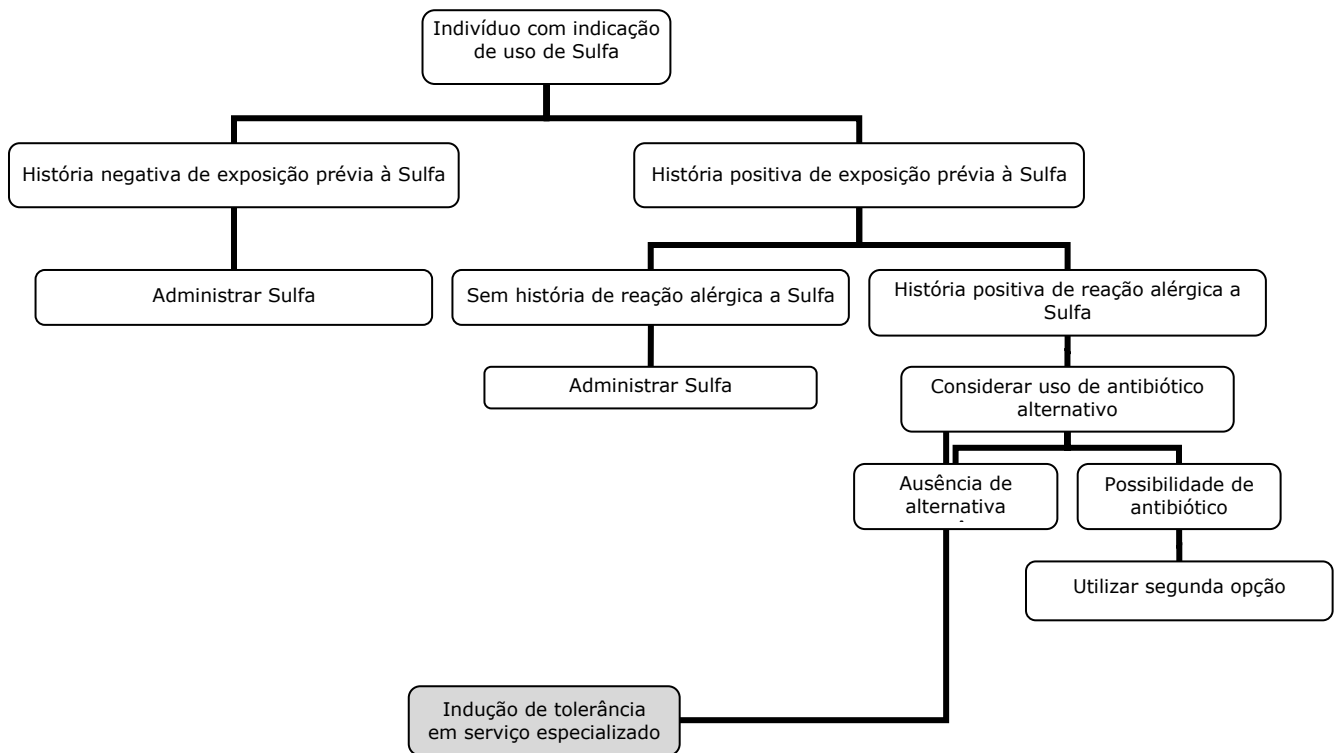 Indivíduo com indicação
de uso de Sulfa
História negativa de exposição prévia à Sulfa
História positiva de exposição prévia à Sulfa
Administrar Sulfa
Sem história de reação alérgica a Sulfa
História positiva de reação alérgica a
Sulfa
Administrar Sulfa
Considerar uso de antibiótico
alternativo
Ausência de
alternativa
Possibilidade de
antibiótico
Utilizar segunda opção
Indução de tolerância
em serviço especializado